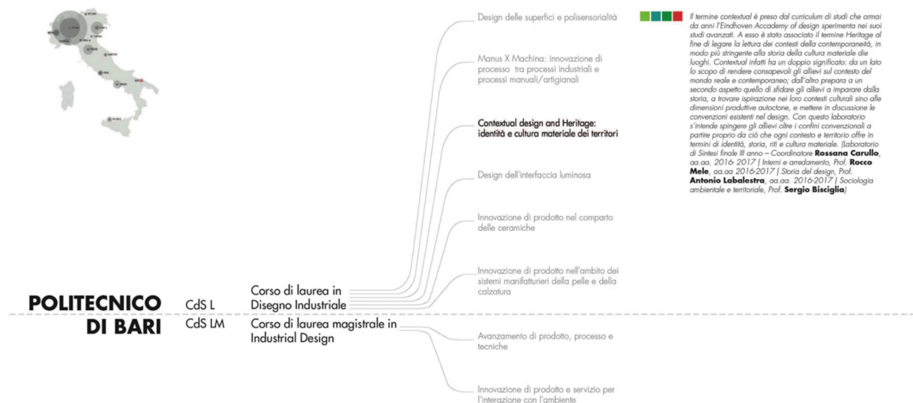 Design delle superfici e polisensorialità
Manus X Machina: innovazione di
processo tra processi industriali e
processi manuali/artigianali
Contextual design and Heritage:
identità e cultura materiale dei territori
Design dell'interfaccia luminosa
Innovazione di prodotto nel comparto
delle ceramiche
Innovazione di prodotto nell'ambito dei
sistemi manifatturieri della pelle e della
calzatura
POLITECNICO
DI BARI
CdS L
Corso di laurea in
Disegno Industriale
CdS LM
Corso di laurea magistrale in
Industrial Design
Avanzamento di prodotto, processo e
tecniche
Innovazione di prodotto e servizio per
l'interazione con l'ambiente
Il termine contextual è preso dal curriculum di studi che ormai
da anni l'Eindhoven Accademy of design sperimenta nei suoi
studi avanzati. A esso è stato associato il termine Heritage al
fine di legare la lettura dei contesti della contemporaneità, in
modo più stringente alla storia della cultura materiale die
luoghi. Contextual infatti ha un doppio significato: da un lato
lo scopo di rendere consapevoli gli allievi sul contesto del
mondo reale e contemporaneo; dall'altro prepara a un
secondo aspetto quello di sfidare gli allievi a imparare dalla
storia, a trovare ispirazione nei loro contesti culturali sino alle
dimensioni produttive autoctone, e mettere in discussione le
convenzioni esistenti nel design. Con questo laboratorio
s'intende spingere gli allievi oltre i confini convenzionali a
partire proprio da ciò che ogni contesto e territorio offre in
termini di identità, storia, riti e cultura materiale. (Laboratorio
di Sintesi finale III anno – Coordinatore Rossana Carullo,
aa.aa. 2016- 2017 | Interni e arredamento, Prof. Rocco
Mele, aa.aa 2016-2017 | Storia del design, Prof.
Antonio Labalestra, aa.aa. 2016-2017 | Sociologia
ambientale e territoriale, Prof. Sergio Bisciglia)